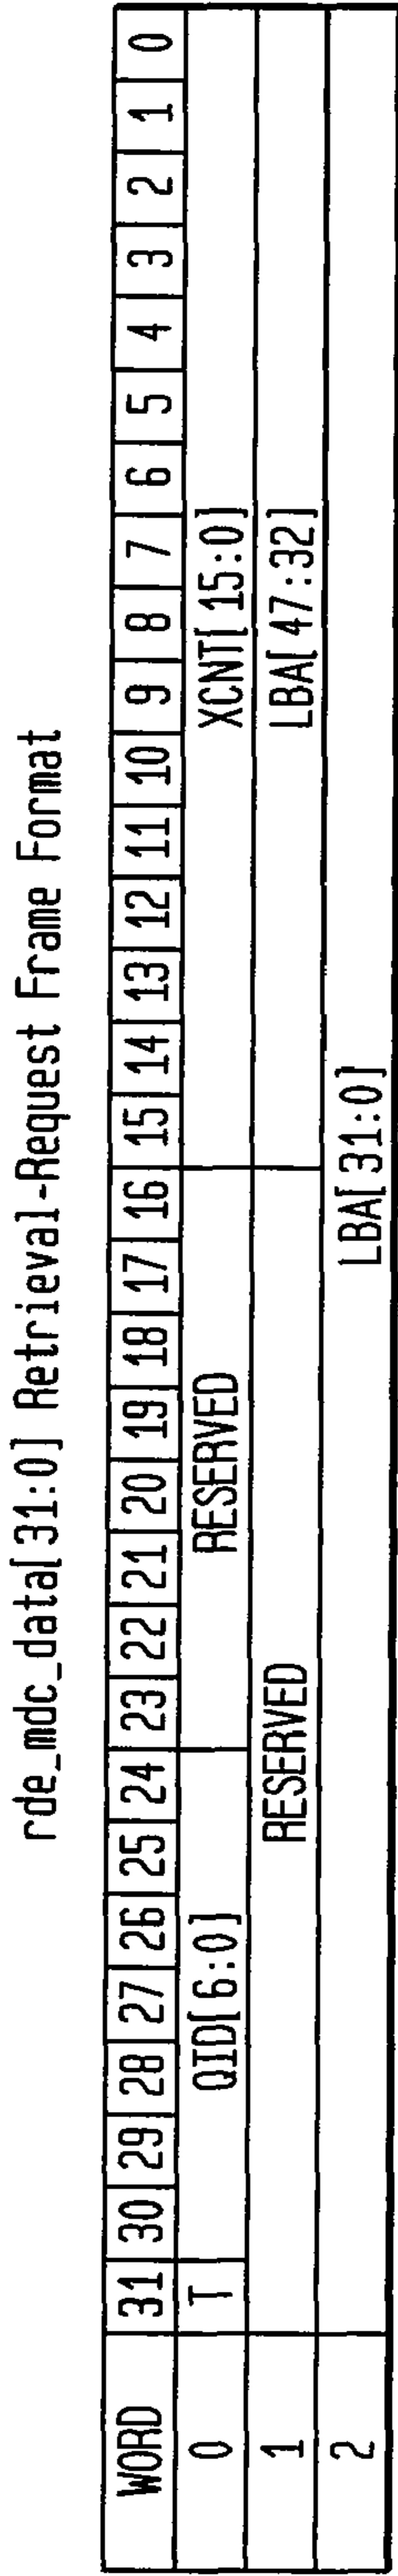 rde_mdc_data[31:0] Retrieval-Request Frame Format
WORD 31 30 29 28 27 26 25 24 23 22 21 20 19 18 17 16 15 14 13 12 11 10 9 8 7 6 5 4 3 2 1 0
0 T QID[6:0] RESERVED XCNT[15:0]
1 RESERVED LBA[47:32]
2 LBA[31:0]